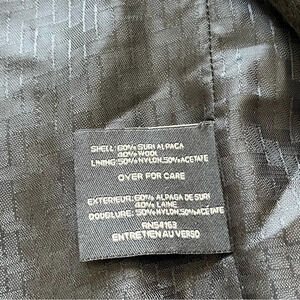 SHELL: 60% SURI ALPACA
40% WOOL
LINING: 50% NYLON, 50% ACETATE
OVER FOR CARE
EXTERIEUR: 60% ALPAGA DE SURI
40% LAINE
DOUBLURE: 50% NYLON, 50% ACETATE
RN54163
ENTRETIEN AU VERSO